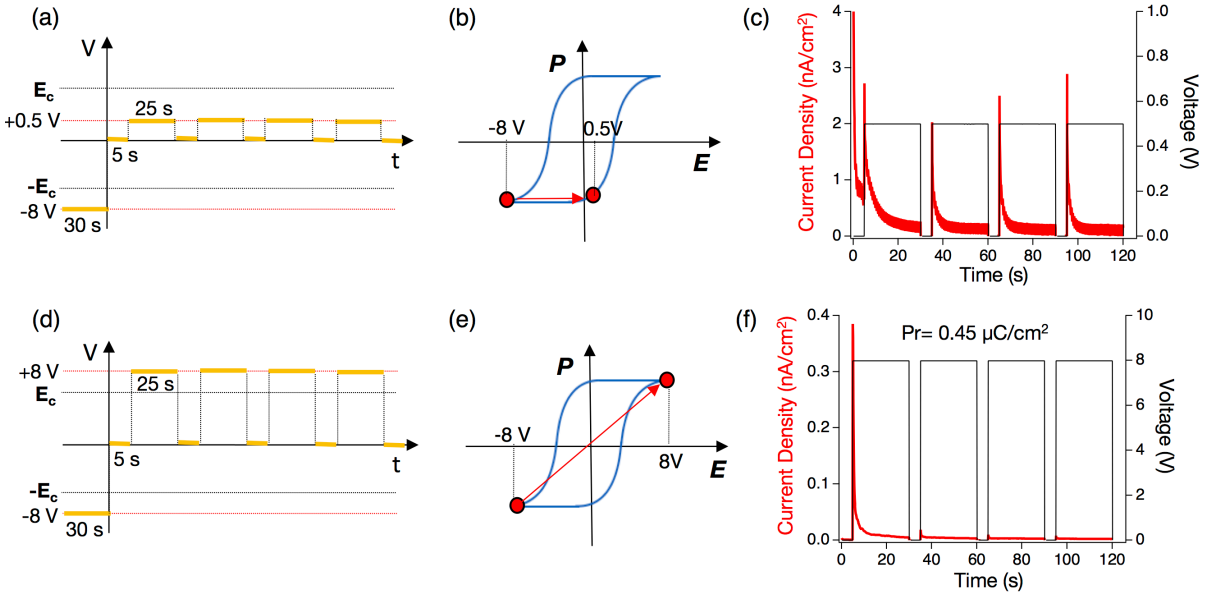 (a)
V
E_c
+0.5 V
25 s
5 s
t
-E_c
-8 V
30 s
(b)
P
-8 V
0.5V
E
(c)
Current Density (nA/cm²)
4
3
2
1
0
0 20 40 60 80 100 120
Time (s)
1.0
0.8
0.6
0.4
0.2
0.0
Voltage (V)
(d)
V
+8 V
E_c
25 s
5 s
t
-E_c
-8 V
30 s
(e)
P
-8 V
8V
E
(f)
Pr= 0.45 µC/cm²
Current Density (nA/cm²)
0.4
0.3
0.2
0.1
0.0
0 20 40 60 80 100 120
Time (s)
10
8
6
4
2
0
Voltage (V)